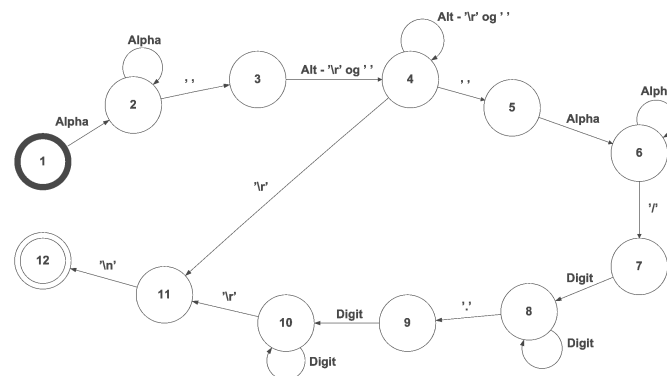 Alpha
Alt - '\r' og ' '
' '
3
Alt - '\r' og ' '
4
' '
5
2
Alpha
Alpha
Alph
1
6
'\r'
'/'
12
'\n'
11
'\r'
10
Digit
9
'.'
8
Digit
7
Digit
Digit